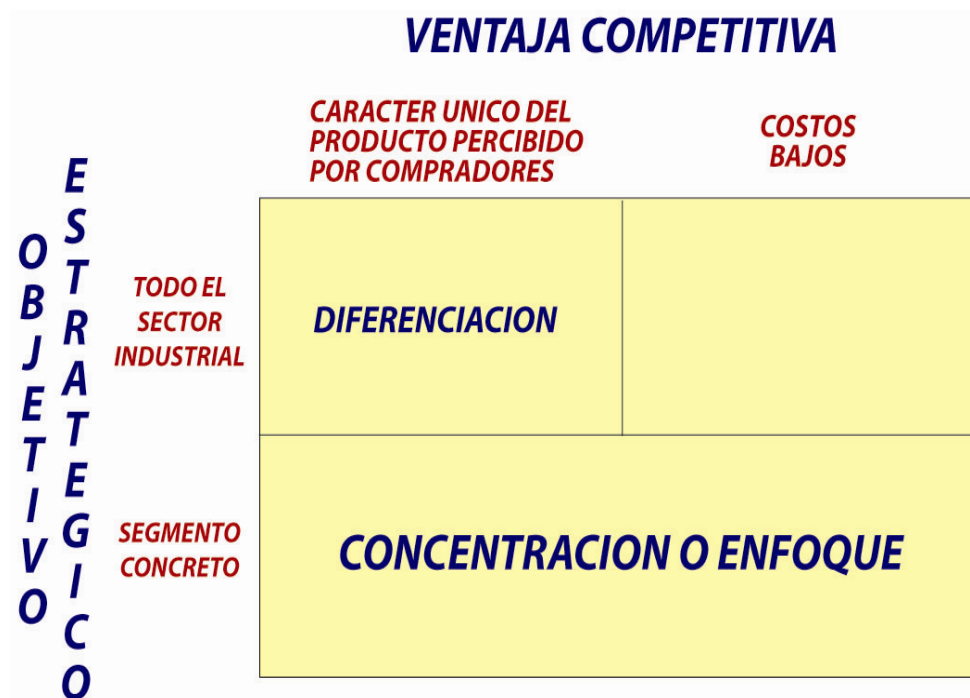 VENTAJA COMPETITIVA
CARACTER UNICO DEL
PRODUCTO PERCIBIDO
POR COMPRADORES
COSTOS
BAJOS
OBJETIVO
ESTRATEGICO
TODO EL
SECTOR
INDUSTRIAL
DIFERENCIACION
SEGMENTO
CONCRETO
CONCENTRACION O ENFOQUE